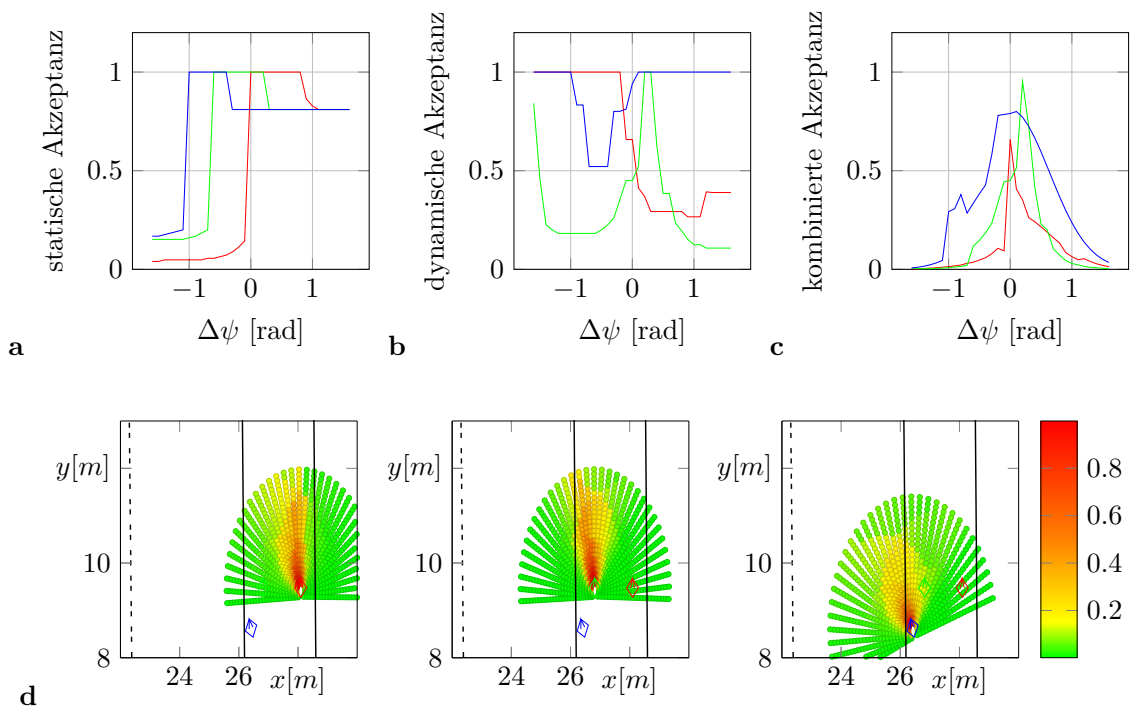 statische Akzeptanz
1
0.5
0
−1 0 1
Δψ [rad]
a
dynamische Akzeptanz
1
0.5
0
−1 0 1
Δψ [rad]
b
kombinierte Akzeptanz
1
0.5
0
−1 0 1
Δψ [rad]
c
y[m]
10
8
24 26 x[m]
y[m]
10
8
24 26 x[m]
y[m]
10
8
24 26 x[m]
0.8
0.6
0.4
0.2
d